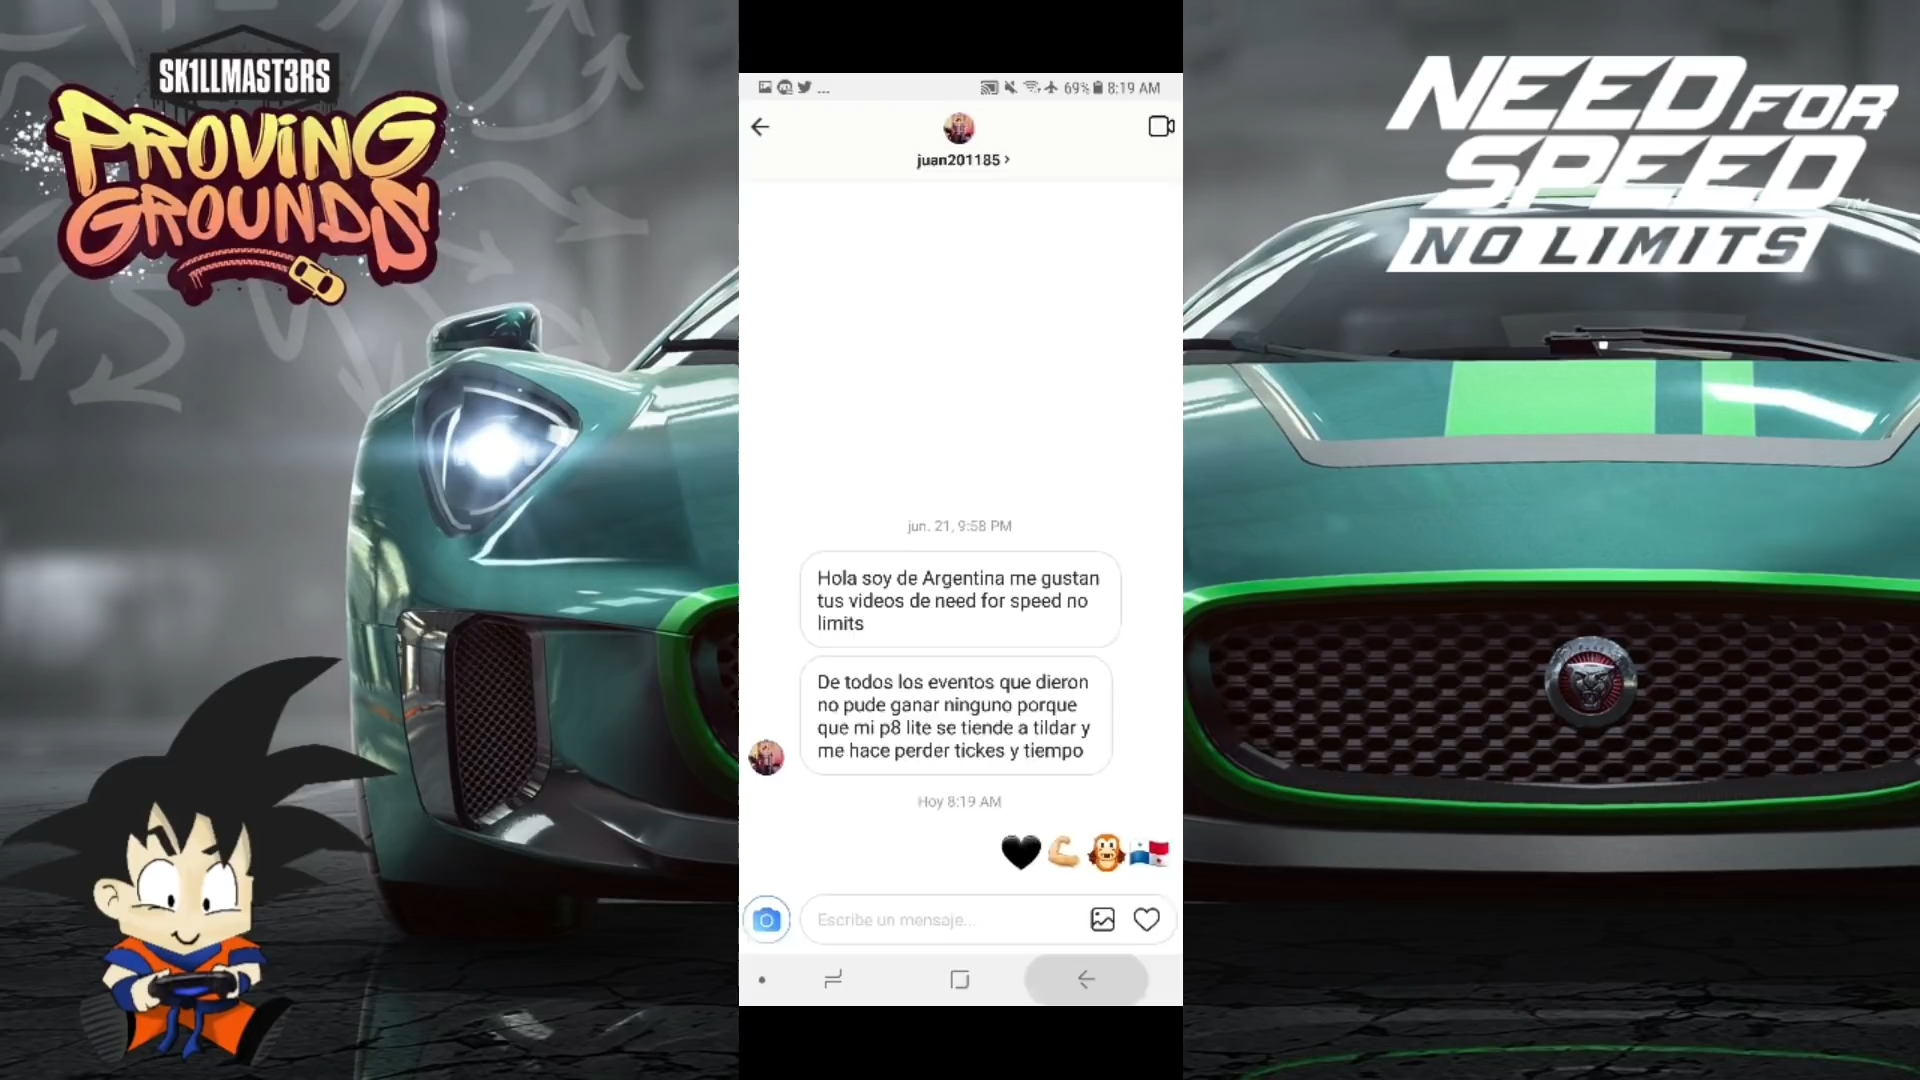 SK1LLMAST3RS
PROVING
GROUNDS
NEED FOR
SPEED
NO LIMITS
... 69% 8:19 AM
juan201185 >
jun. 21, 9:58 PM
Hola soy de Argentina me gustan
tus videos de need for speed no
limits
De todos los eventos que dieron
no pude ganar ninguno porque
que mi p8 lite se tiende a tildar y
me hace perder tickes y tiempo
Hoy 8:19 AM
🖤💪🏼🐵🇵🇦
Escribe un mensaje...